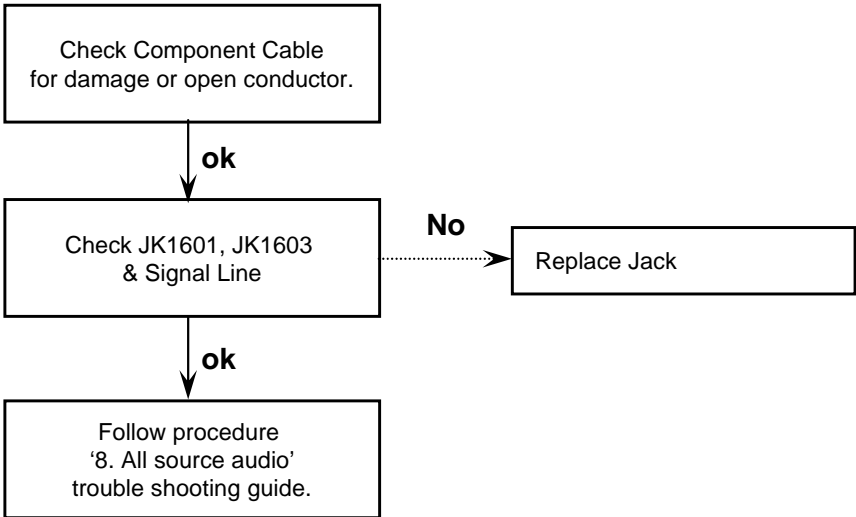 Check Component Cable
for damage or open conductor.
ok
Check JK1601, JK1603
& Signal Line
No
Replace Jack
ok
Follow procedure
‘8. All source audio’
trouble shooting guide.